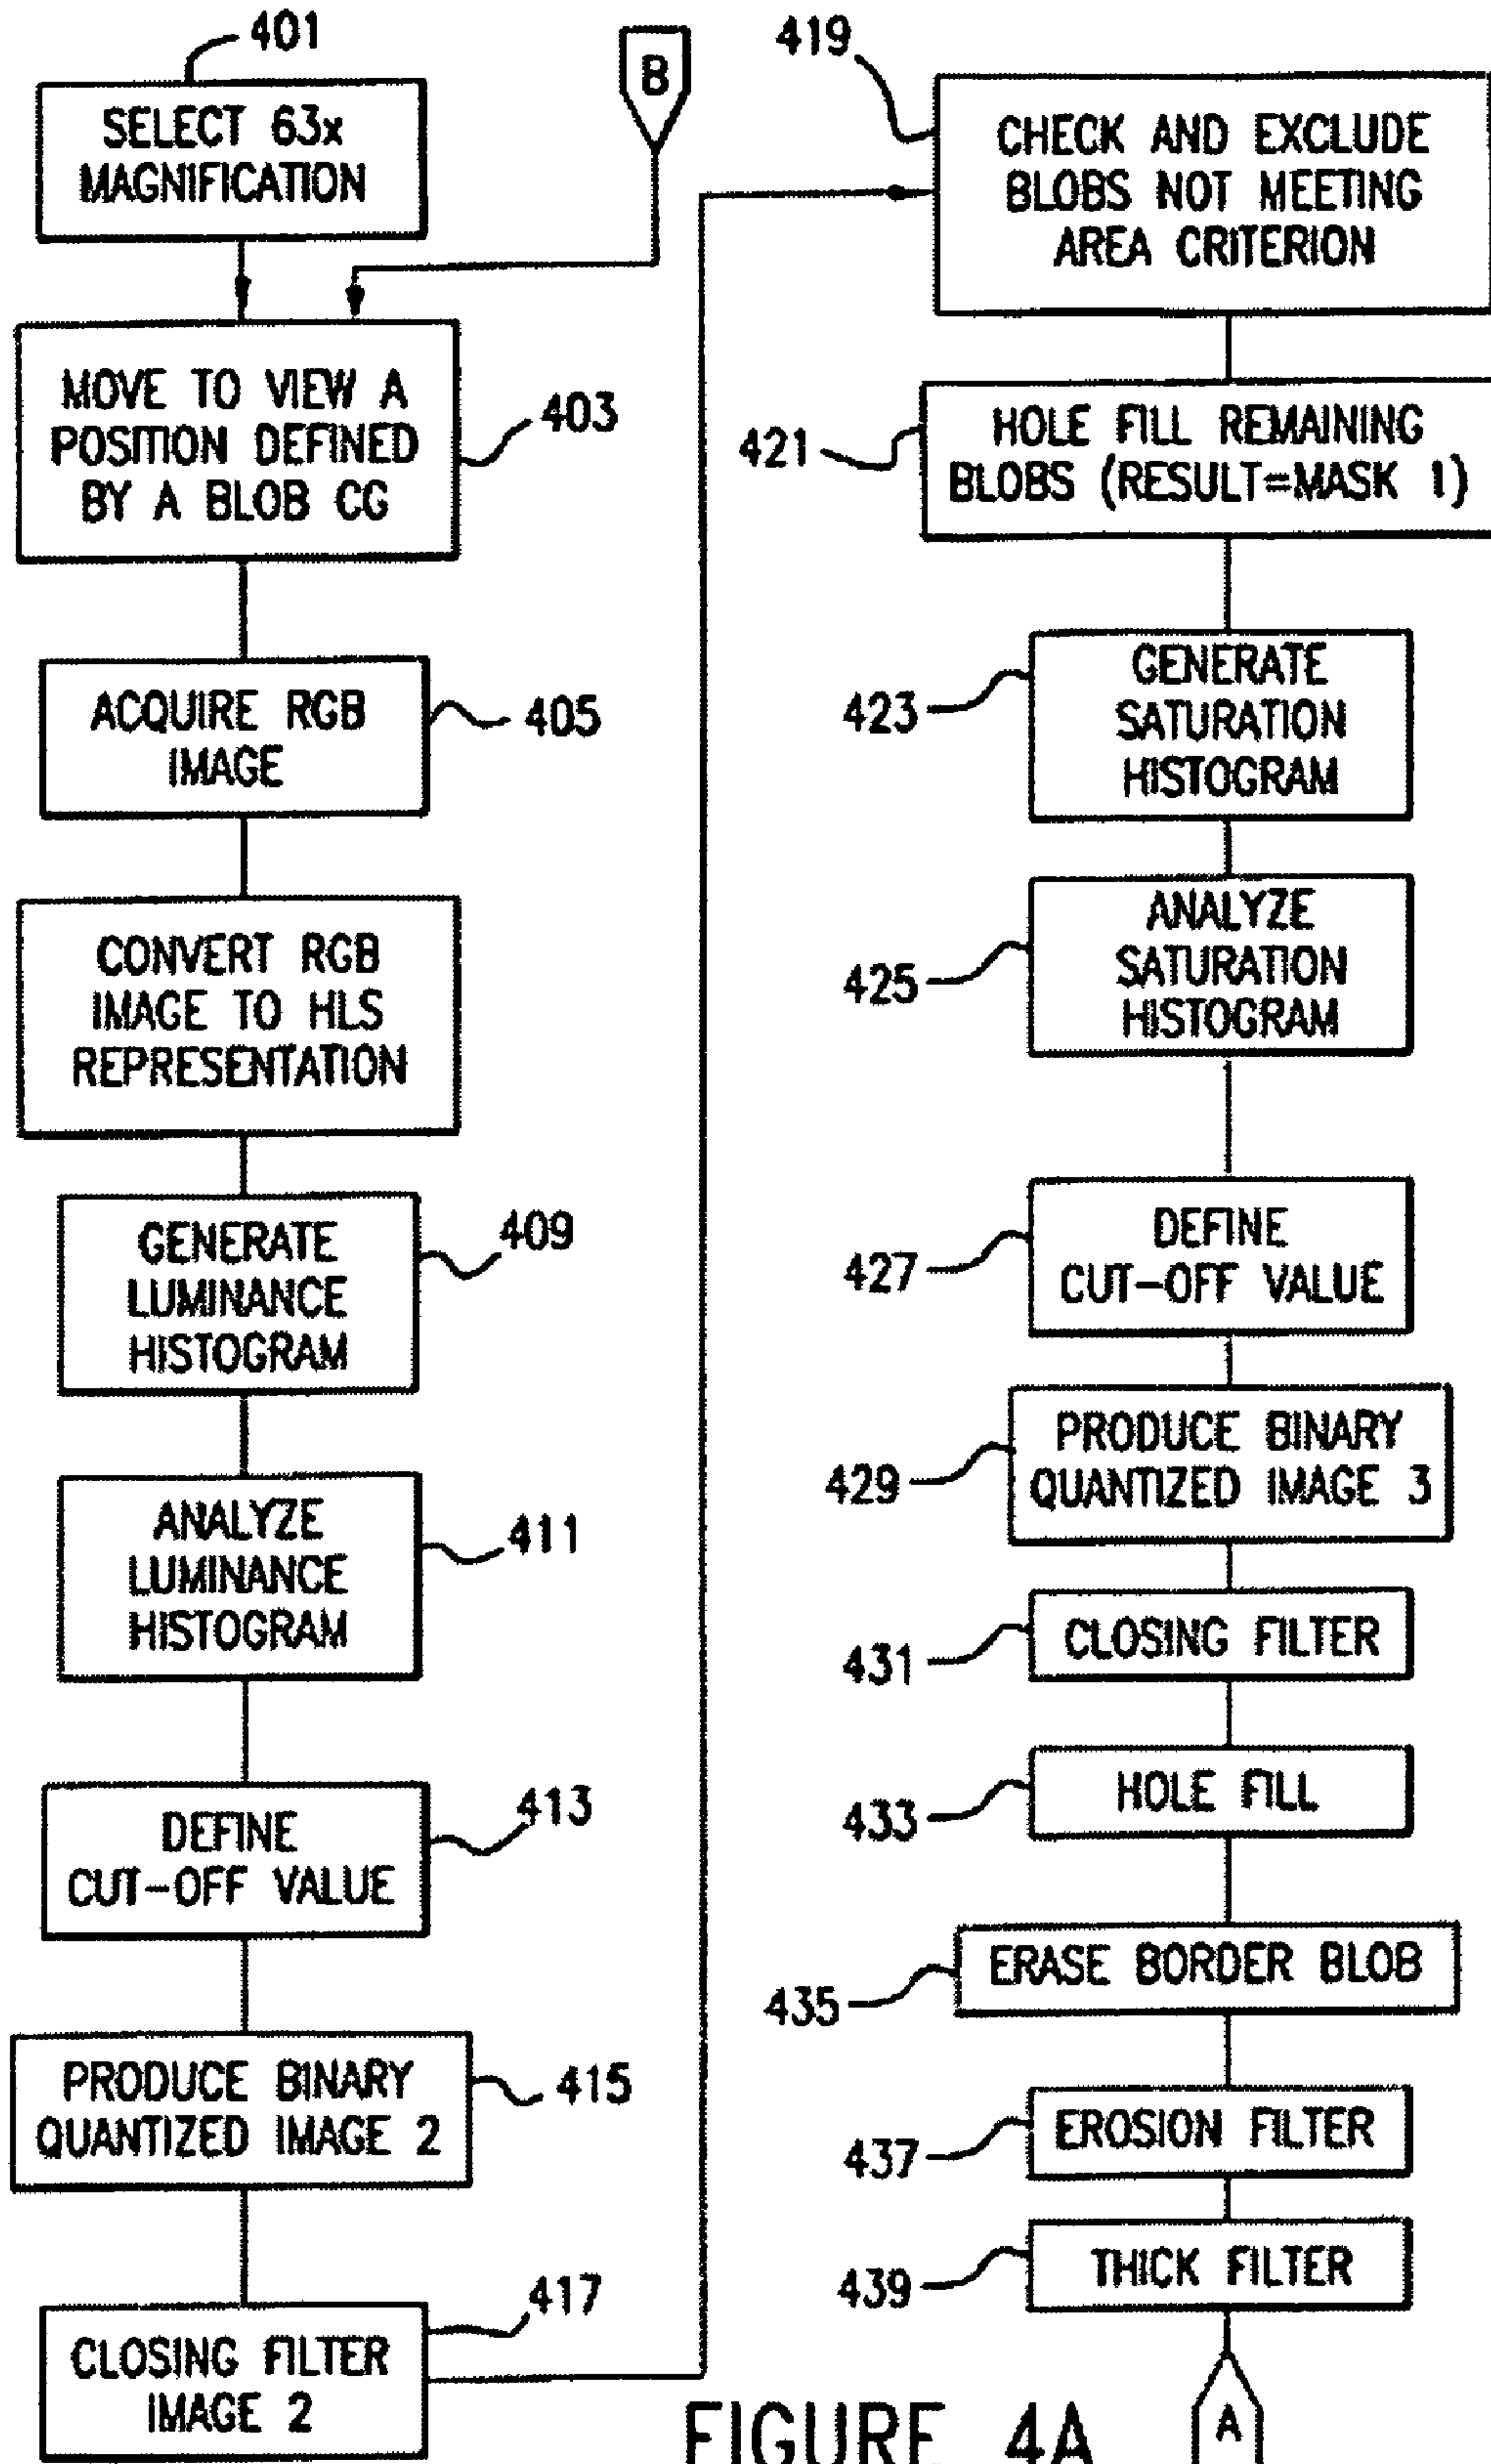 401
SELECT 63x
MAGNIFICATION
B
MOVE TO VIEW A
POSITION DEFINED
BY A BLOB CG
403
ACQUIRE RGB
IMAGE
405
CONVERT RGB
IMAGE TO HLS
REPRESENTATION
GENERATE
LUMINANCE
HISTOGRAM
409
ANALYZE
LUMINANCE
HISTOGRAM
411
DEFINE
CUT-OFF VALUE
413
PRODUCE BINARY
QUANTIZED IMAGE 2
415
CLOSING FILTER
IMAGE 2
417
419
CHECK AND EXCLUDE
BLOBS NOT MEETING
AREA CRITERION
421
HOLE FILL REMAINING
BLOBS (RESULT=MASK 1)
423
GENERATE
SATURATION
HISTOGRAM
425
ANALYZE
SATURATION
HISTOGRAM
427
DEFINE
CUT-OFF VALUE
429
PRODUCE BINARY
QUANTIZED IMAGE 3
431
CLOSING FILTER
433
HOLE FILL
435
ERASE BORDER BLOB
437
EROSION FILTER
439
THICK FILTER
A
FIGURE 4A